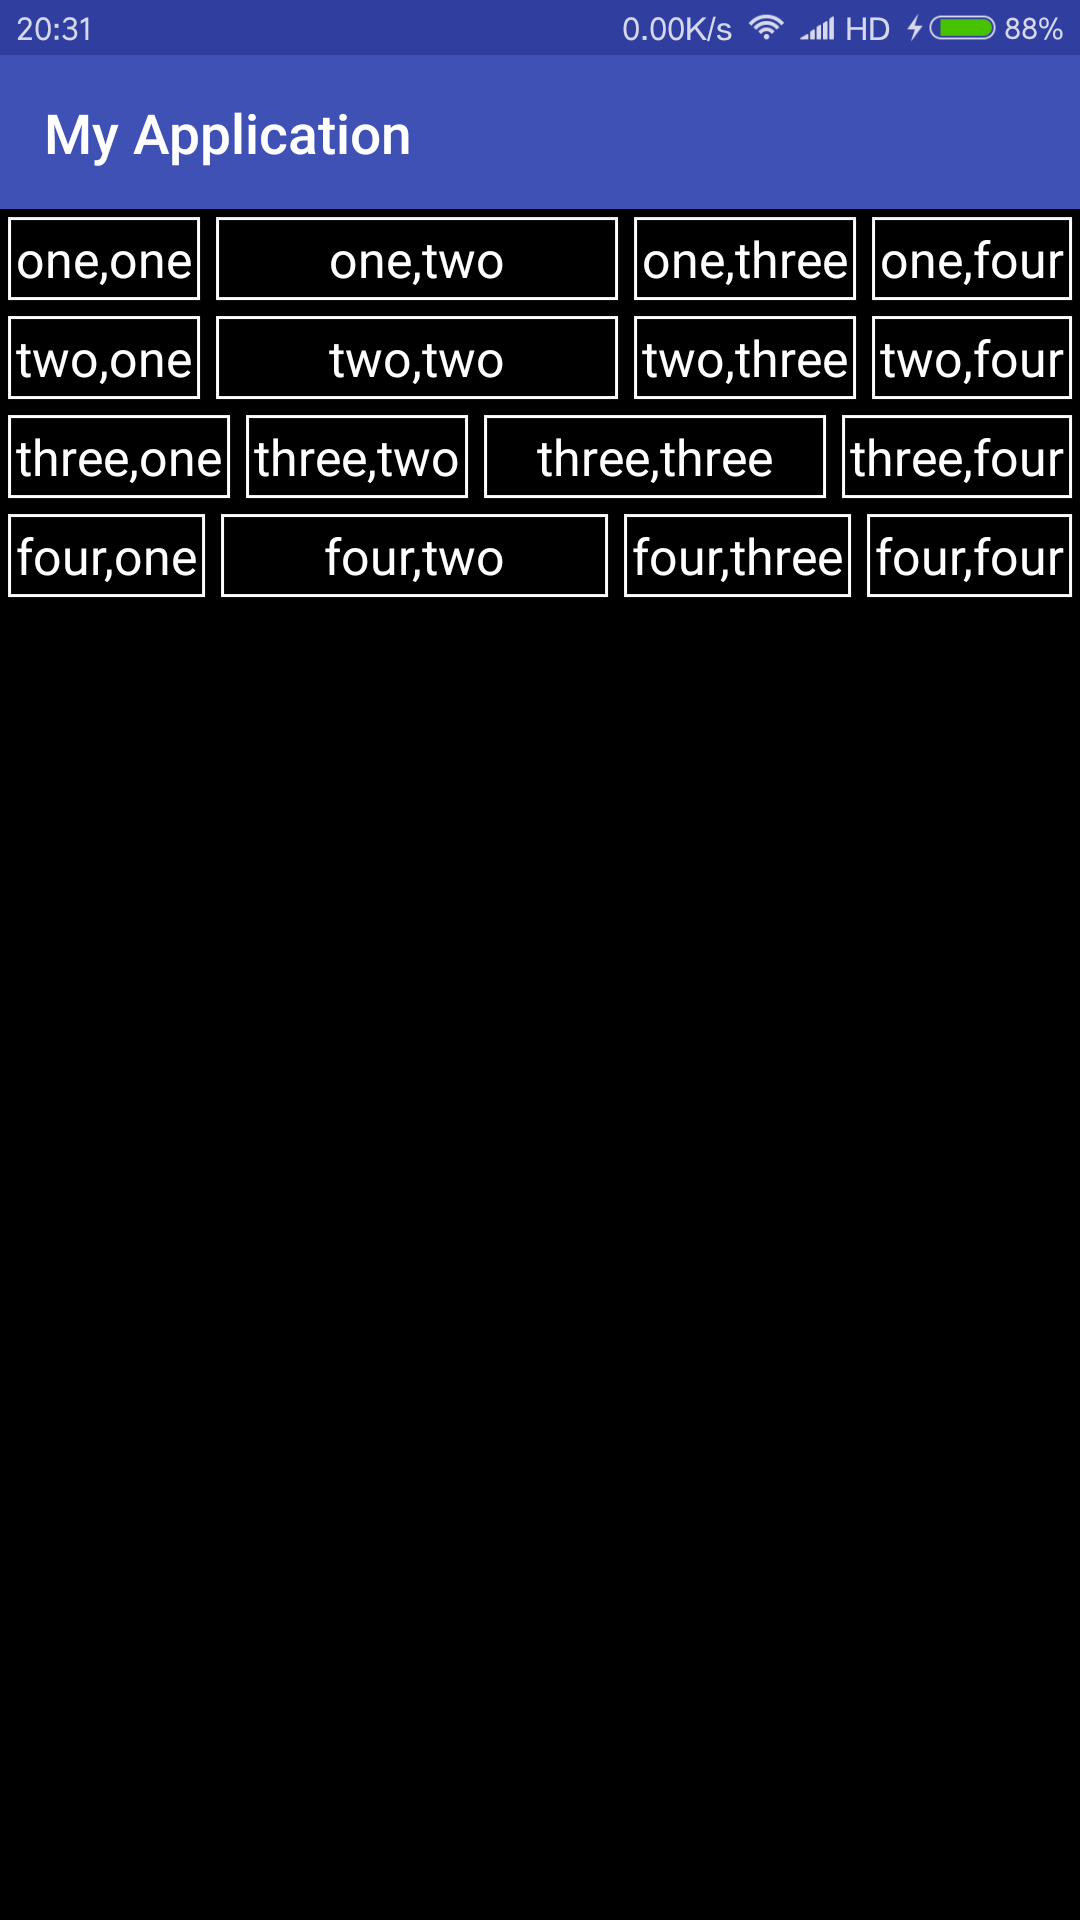 20:31 0.00K/s HD 88%
My Application
one,one one,two one,three one,four
two,one two,two two,three two,four
three,one three,two three,three three,four
four,one four,two four,three four,four